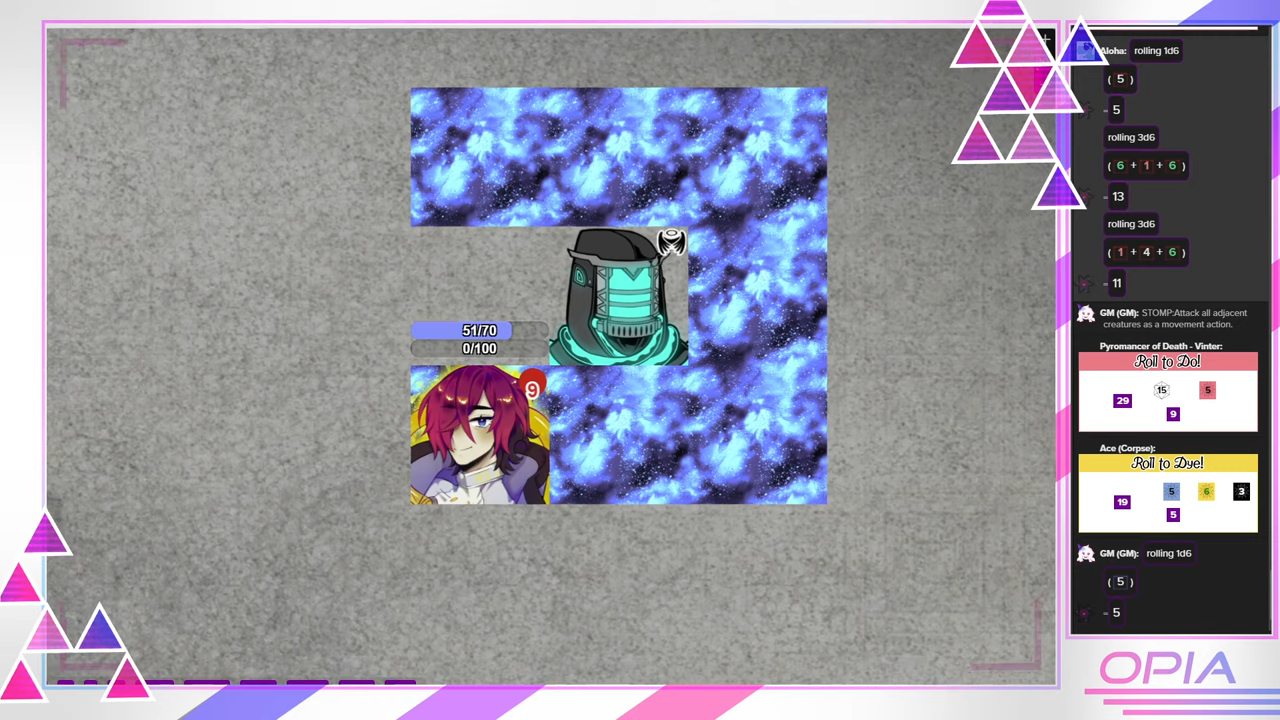 51/70
0/100
9
Aloha: rolling 1d6
( 5 )
= 5
rolling 3d6
( 6 + 1 + 6 )
= 13
rolling 3d6
( 1 + 4 + 6 )
= 11
GM (GM): STOMP:Attack all adjacent
creatures as a movement action.
Pyromancer of Death - Vinter:
Roll to Do!
29 15 5
9
Ace (Corpse):
Roll to Dye!
19 5 6 3
5
GM (GM): rolling 1d6
( 5 )
= 5
OPIA